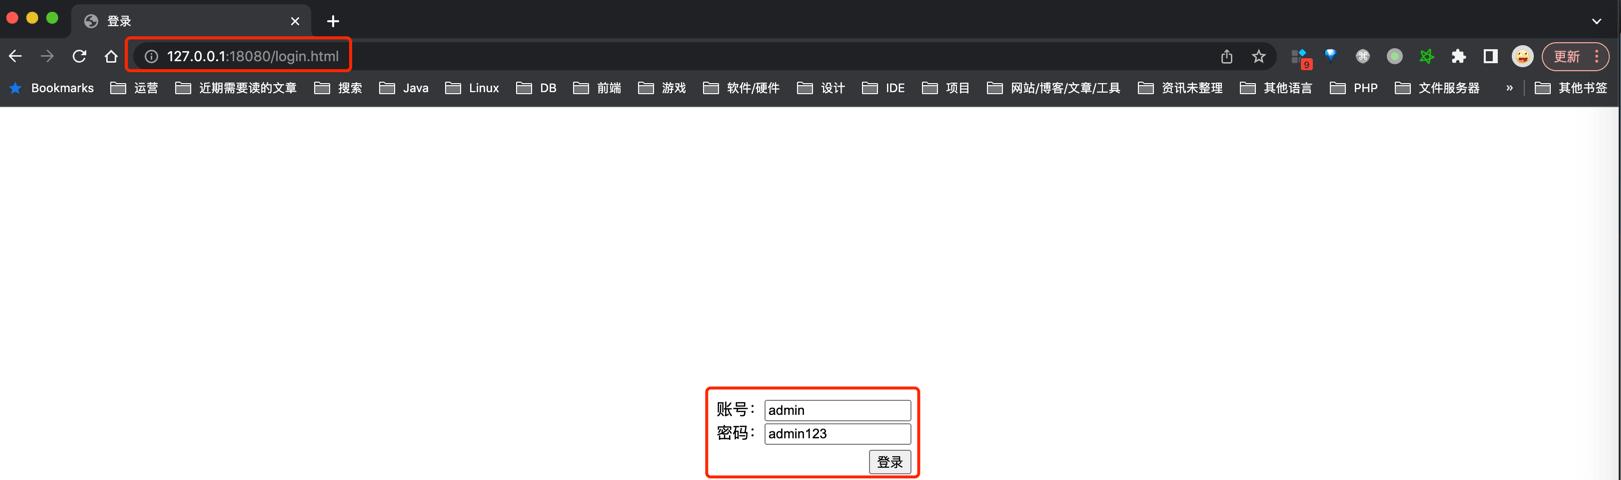 登录
127.0.0.1:18080/login.html
9
更新
Bookmarks 运营 近期需要读的文章 搜索 Java Linux DB 前端 游戏 软件/硬件 设计 IDE 项目 网站/博客/文章/工具 资讯未整理 其他语言 PHP 文件服务器 » 其他书签
账号： admin
密码： admin123
登录